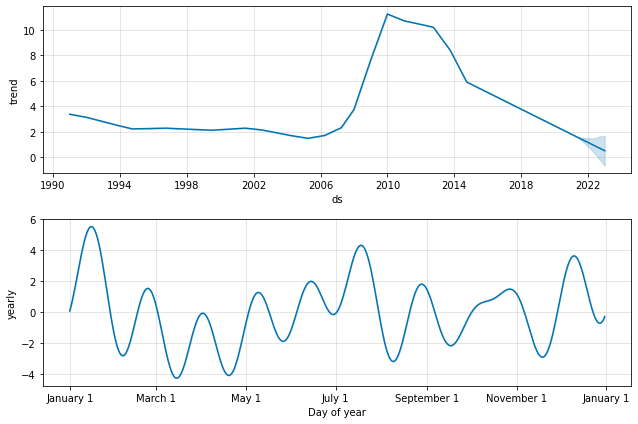 10
8
6
4
2
0
trend
1990 1994 1998 2002 2006 2010 2014 2018 2022
ds
6
4
2
0
−2
−4
yearly
January 1 March 1 May 1 July 1 September 1 November 1 January 1
Day of year